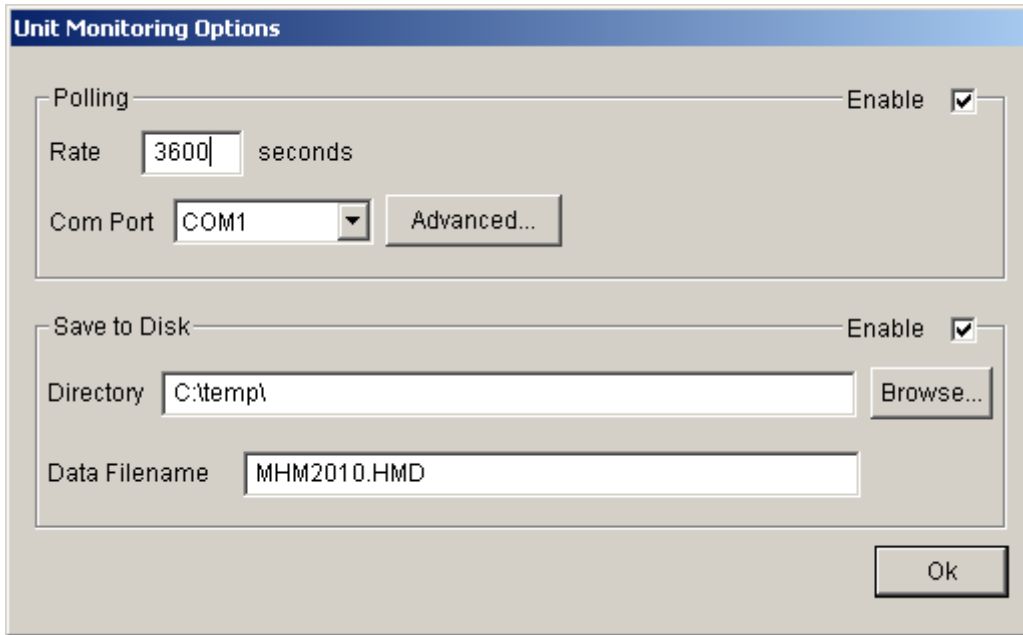 Unit Monitoring Options
Polling Enable
Rate 3600 seconds
Com Port COM1 Advanced...
Save to Disk Enable
Directory C:\temp\ Browse...
Data Filename MHM2010.HMD
Ok